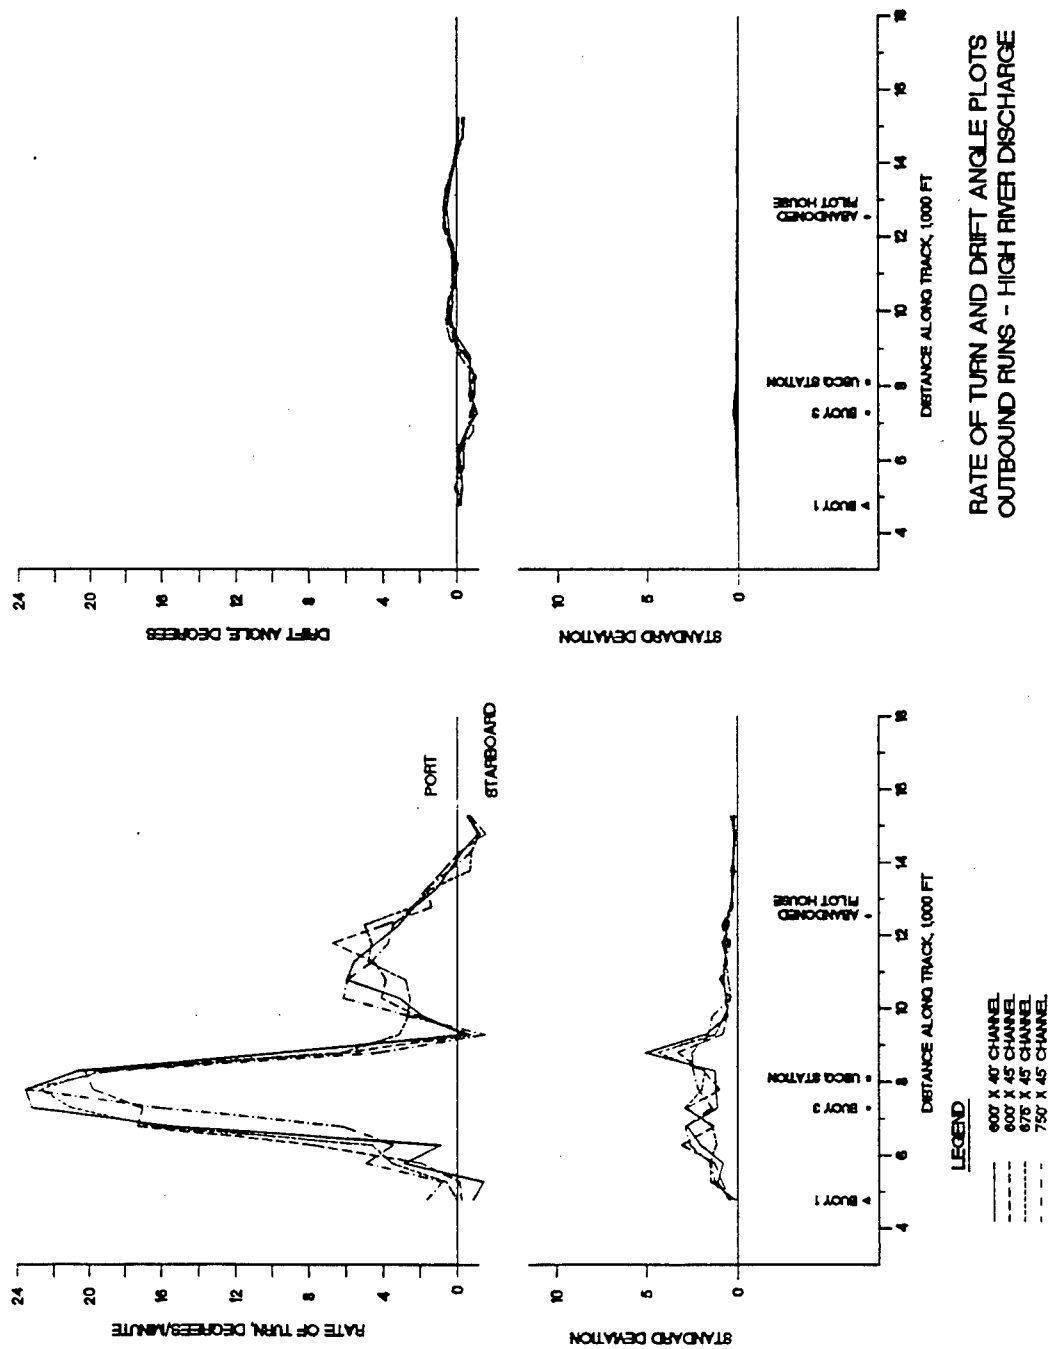 24
20
16
12
8
4
0
RATE OF TURN, DEGREES/MINUTE
PORT
STARBOARD
10
5
0
STANDARD DEVIATION
BUOY 1
BUOY 3
USCG STATION
ABANDONED
PILOT HOUSE
4
6
8
10
12
14
16
18
DISTANCE ALONG TRACK, 1,000 FT
LEGEND
600' X 40' CHANNEL
600' X 45' CHANNEL
675' X 45' CHANNEL
750' X 45' CHANNEL
24
20
16
12
8
4
0
DRIFT ANGLE, DEGREES
10
5
0
STANDARD DEVIATION
BUOY 1
BUOY 3
USCG STATION
ABANDONED
PILOT HOUSE
4
6
8
10
12
14
16
18
DISTANCE ALONG TRACK, 1,000 FT
RATE OF TURN AND DRIFT ANGLE PLOTS
OUTBOUND RUNS - HIGH RIVER DISCHARGE